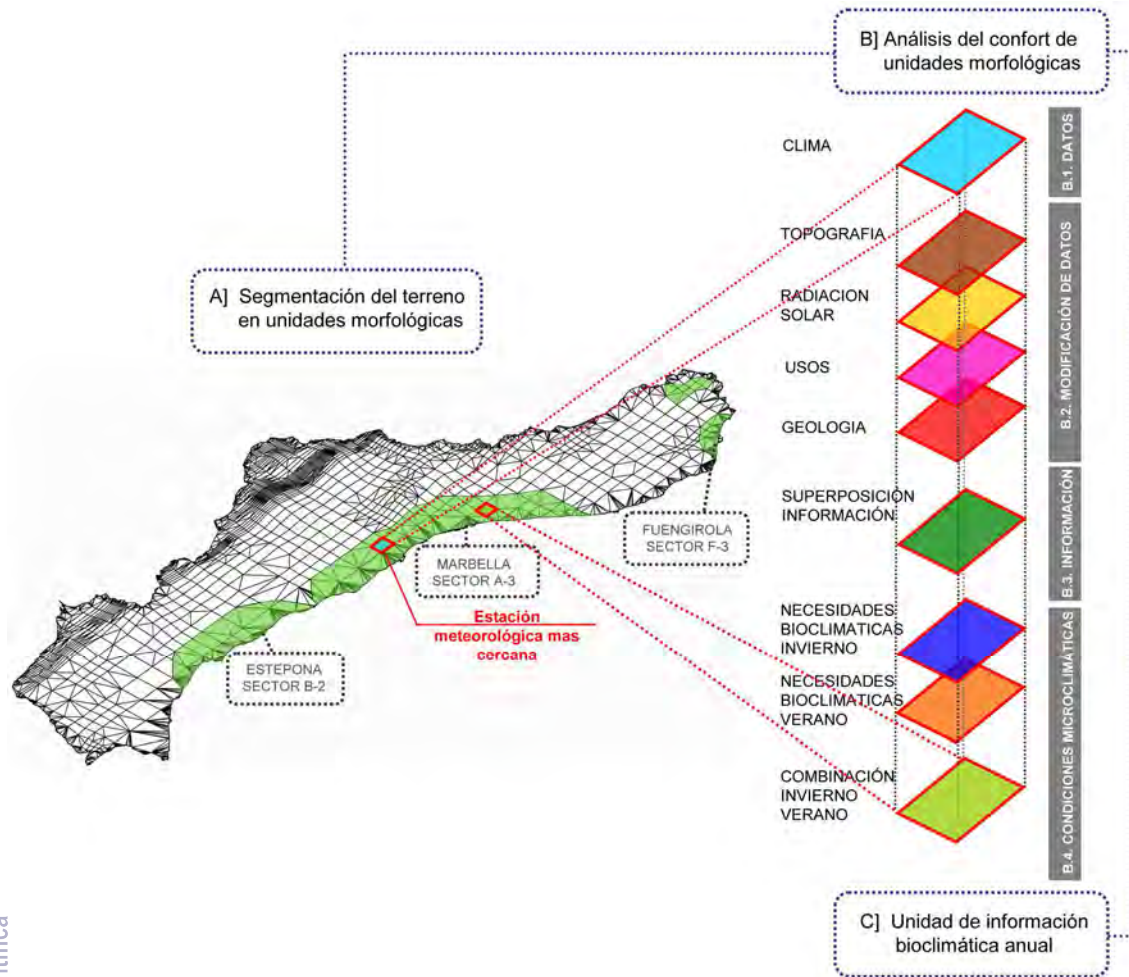 B] Análisis del confort de
unidades morfológicas
CLIMA
TOPOGRAFIA
RADIACION
SOLAR
USOS
GEOLOGIA
SUPERPOSICIÓN
INFORMACIÓN
NECESIDADES
BIOCLIMATICAS
INVIERNO
NECESIDADES
BIOCLIMATICAS
VERANO
COMBINACIÓN
INVIERNO
VERANO
B.1. DATOS
B.2. MODIFICACIÓN DE DATOS
B.3. INFORMACIÓN
B.4. CONDICIONES MICROCLIMÁTICAS
A] Segmentación del terreno
en unidades morfológicas
FUENGIROLA
SECTOR F-3
MARBELLA
SECTOR A-3
Estación
meteorológica mas
cercana
ESTEPONA
SECTOR B-2
C] Unidad de información
bioclimática anual